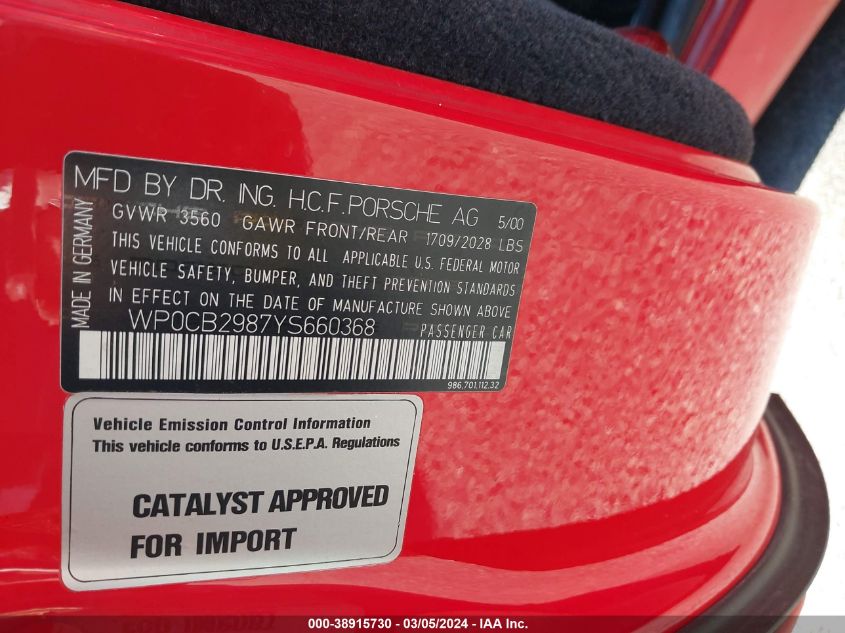 MFD BY DR. ING. H.C.F. PORSCHE AG 5/00
GVWR 3560 GAWR FRONT/REAR 1709/2028 LBS
THIS VEHICLE CONFORMS TO ALL APPLICABLE U.S. FEDERAL MOTOR
VEHICLE SAFETY, BUMPER, AND THEFT PREVENTION STANDARDS
IN EFFECT ON THE DATE OF MANUFACTURE SHOWN ABOVE
WP0CB2987YS660368 PASSENGER CAR
MADE IN GERMANY
986.701.112.32
Vehicle Emission Control Information
This vehicle conforms to U.S.E.P.A. Regulations
CATALYST APPROVED
FOR IMPORT
000-38915730 - 03/05/2024 - IAA Inc.